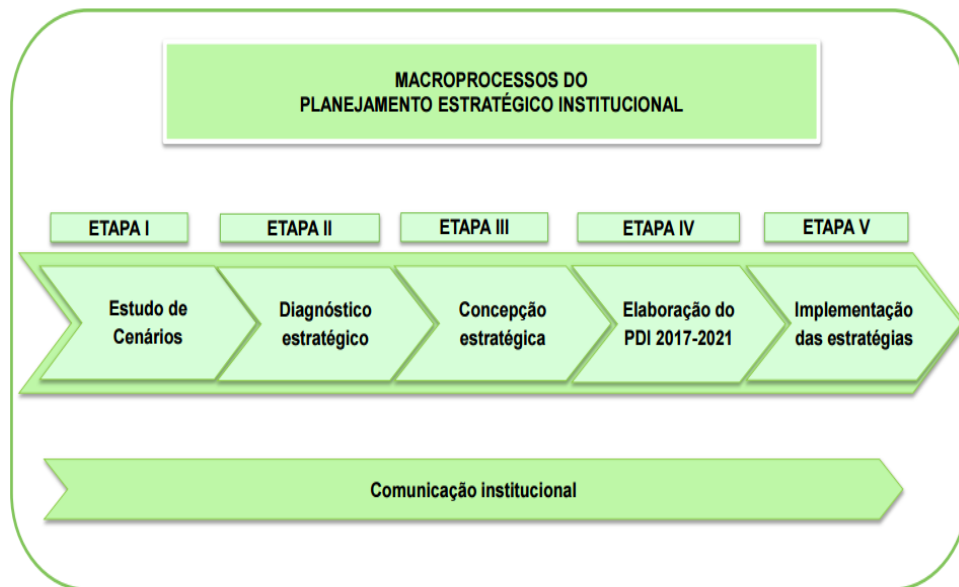 MACROPROCESSOS DO
PLANEJAMENTO ESTRATÉGICO INSTITUCIONAL
ETAPA I
ETAPA II
ETAPA III
ETAPA IV
ETAPA V
Estudo de
Cenários
Diagnóstico
estratégico
Concepção
estratégica
Elaboração do
PDI 2017-2021
Implementação
das estratégias
Comunicação institucional